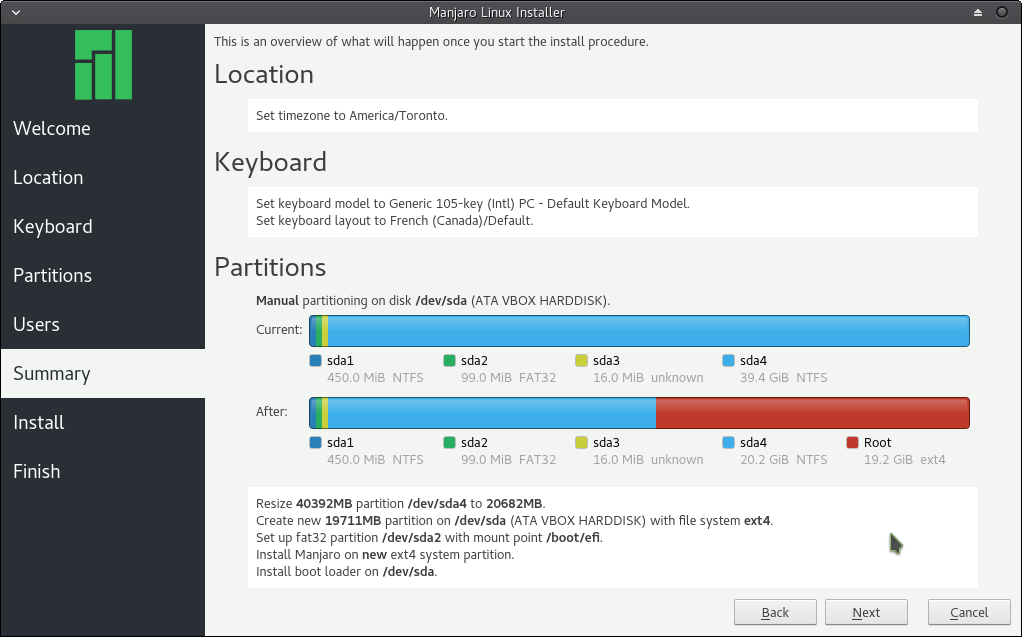 Manjaro Linux Installer
Welcome
Location
Keyboard
Partitions
Users
Summary
Install
Finish
This is an overview of what will happen once you start the install procedure.
Location
Set timezone to America/Toronto.
Keyboard
Set keyboard model to Generic 105-key (Intl) PC - Default Keyboard Model.
Set keyboard layout to French (Canada)/Default.
Partitions
Manual partitioning on disk /dev/sda (ATA VBOX HARDDISK).
Current:
sda1 sda2 sda3 sda4
450.0 MiB NTFS 99.0 MiB FAT32 16.0 MiB unknown 39.4 GiB NTFS
After:
sda1 sda2 sda3 sda4 Root
450.0 MiB NTFS 99.0 MiB FAT32 16.0 MiB unknown 20.2 GiB NTFS 19.2 GiB ext4
Resize 40392MB partition /dev/sda4 to 20682MB.
Create new 19711MB partition on /dev/sda (ATA VBOX HARDDISK) with file system ext4.
Set up fat32 partition /dev/sda2 with mount point /boot/efi.
Install Manjaro on new ext4 system partition.
Install boot loader on /dev/sda.
Back Next Cancel